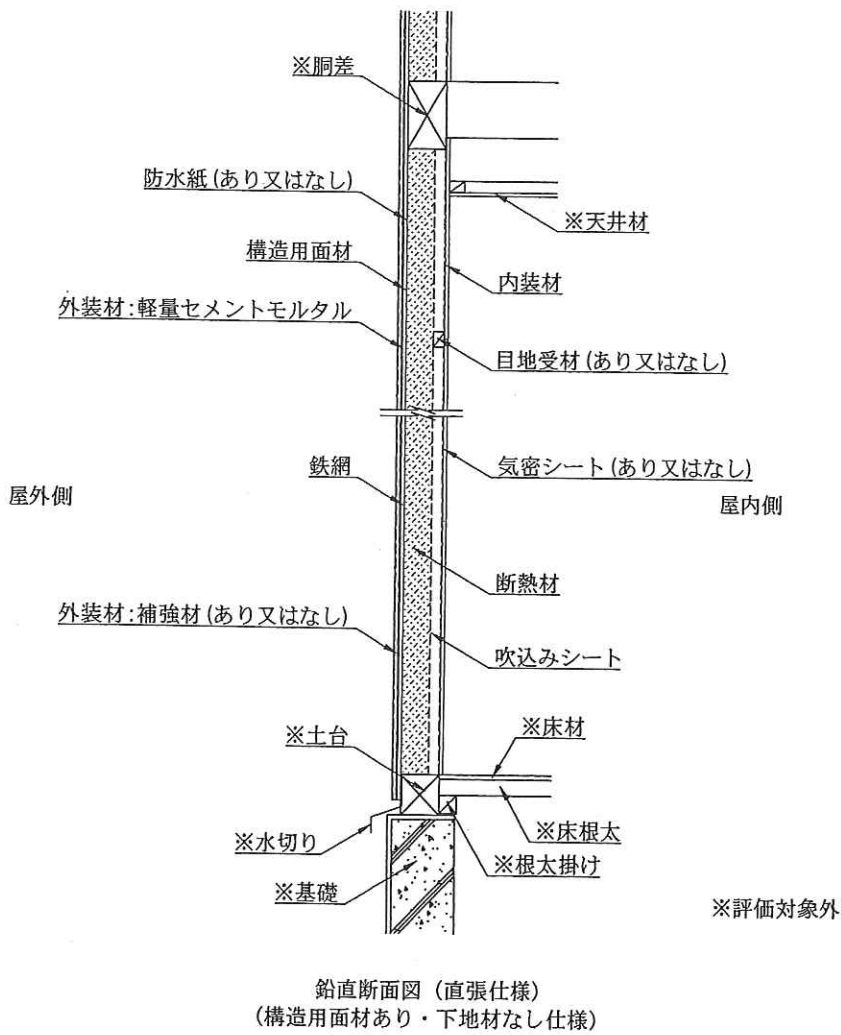 ※胴差
防水紙(あり又はなし)
※天井材
構造用面材
内装材
外装材:軽量セメントモルタル
目地受材(あり又はなし)
鉄網
気密シート(あり又はなし)
屋外側
屋内側
断熱材
外装材:補強材(あり又はなし)
吹込みシート
※床材
※土台
※床根太
※水切り
※根太掛け
※基礎
※評価対象外
鉛直断面図(直張仕様)
(構造用面材あり・下地材なし仕様)